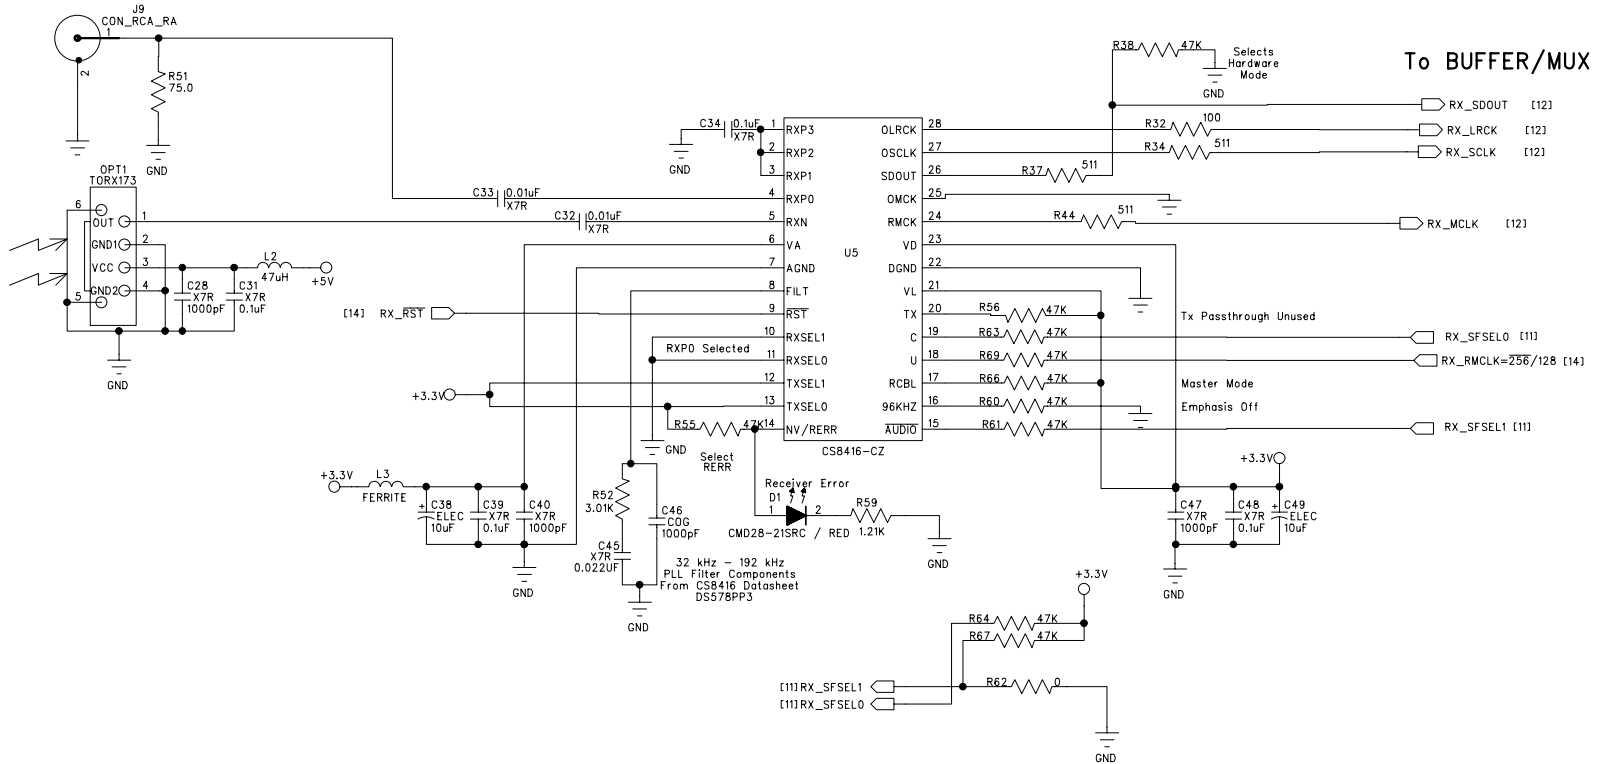 J9
CON_RCA_RA
1
2
R51
75.0
GND
R38 47K
Selects
Hardware
Mode
GND
To BUFFER/MUX
RX_SDOUT [12]
C34 0.1uF
X7R
GND
1 RXP3 OLRCK 28
R32 100
RX_LRCK [12]
2 RXP2 OSCLK 27
R34 511
RX_SCLK [12]
3 RXP1 SDOUT 26
R37 511
OPT1
TORX173
C33 0.01uF
X7R
4 RXP0 OMCK 25
6
OUT 1
C32 0.01uF
X7R
5 RXN RMCK 24
R44 511
RX_MCLK [12]
GND1 2
6 VA VD 23
U5
VCC 3
L2
47uH
+5V
7 AGND DGND 22
GND2 4
5
C28
X7R
1000pF
C31
X7R
0.1uF
GND
8 FILT VL 21
[14] RX_RST
9 RST TX 20
R56 47K
Tx Passthrough Unused
10 RXSEL1 C 19
R63 47K
RX_SFSEL0 [11]
RXP0 Selected
11 RXSEL0 U 18
R69 47K
RX_RMCLK=256/128 [14]
12 TXSEL1 RCBL 17
R66 47K
Master Mode
+3.3V
13 TXSEL0 96KHZ 16
R60 47K
Emphasis Off
R55 47K
14 NV/RERR AUDIO 15
R61 47K
RX_SFSEL1 [11]
GND
CS8416-CZ
Select
RERR
+3.3V
L3
FERRITE
C38
+
ELEC
10uF
C39
X7R
0.1uF
C40
X7R
1000pF
GND
R52
3.01K
C46
COG
1000pF
C45
X7R
0.022UF
GND
32 kHz - 192 kHz
PLL Filter Components
From CS8416 Datasheet
DS578PP3
Receiver Error
D1
1 2
CMD28-21SRC / RED
R59
1.21K
GND
+3.3V
C47
X7R
1000pF
C48
X7R
0.1uF
C49
+
ELEC
10uF
GND
+3.3V
R64 47K
R67 47K
[11]RX_SFSEL1
R62 0
[11]RX_SFSEL0
GND